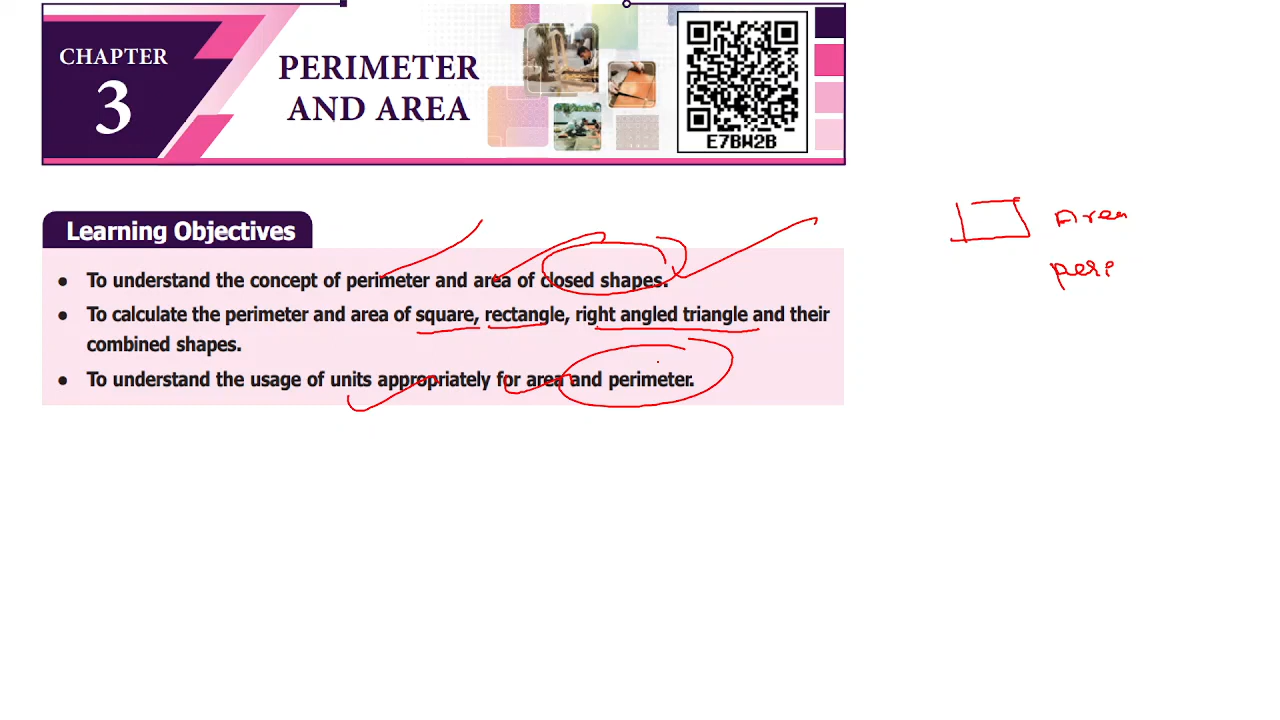 CHAPTER
3
PERIMETER
AND AREA
E7BW2B
Learning Objectives
• To understand the concept of perimeter and area of closed shapes.
• To calculate the perimeter and area of square, rectangle, right angled triangle and their
combined shapes.
• To understand the usage of units appropriately for area and perimeter.
Area
peri